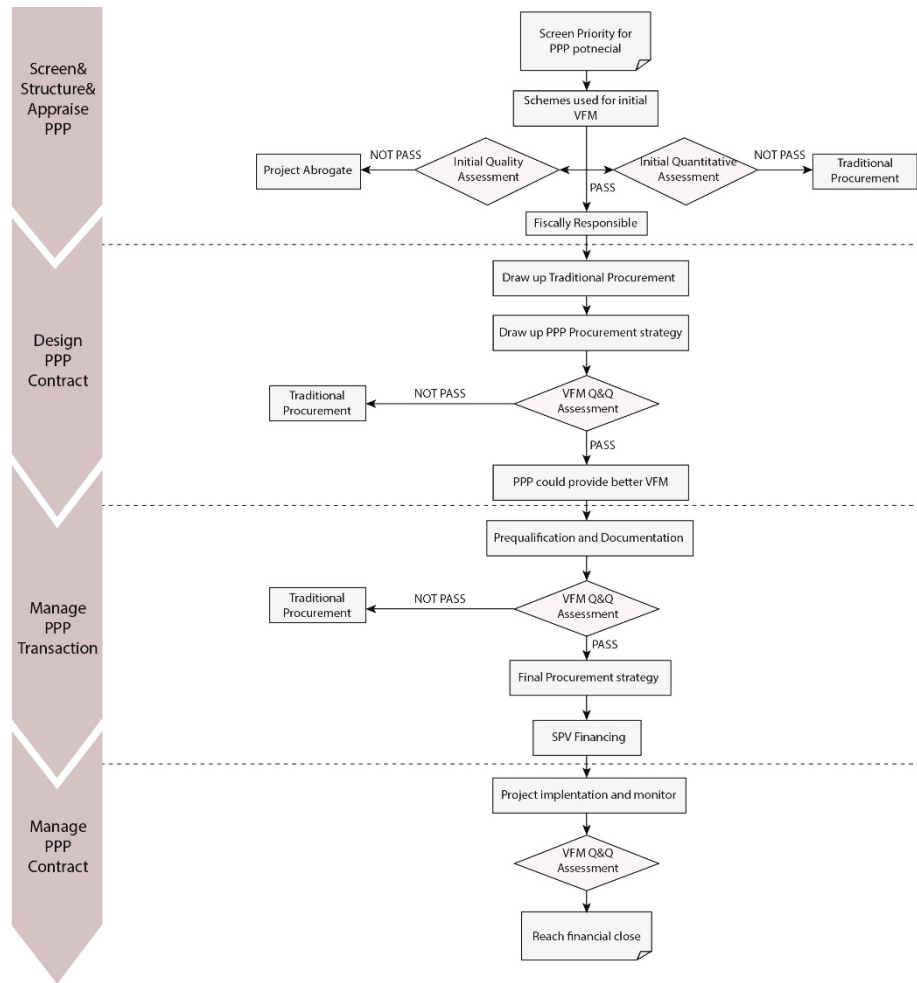 Screen&
Structure&
Appraise
PPP
Screen Priority for
PPP potnecial
Schemes used for initial
VFM
Project Abrogate
NOT PASS
Initial Quality
Assessment
PASS
Initial Quantitative
Assessment
NOT PASS
Traditional
Procurement
Fiscally Responsible
Design
PPP
Contract
Draw up Traditional Procurement
Draw up PPP Procurement strategy
Traditional
Procurement
NOT PASS
VFM Q&Q
Assessment
PASS
PPP could provide better VFM
Manage
PPP
Transaction
Prequalification and Documentation
Traditional
Procurement
NOT PASS
VFM Q&Q
Assessment
PASS
Final Procurement strategy
SPV Financing
Manage
PPP
Contract
Project implentation and monitor
VFM Q&Q
Assessment
Reach financial close